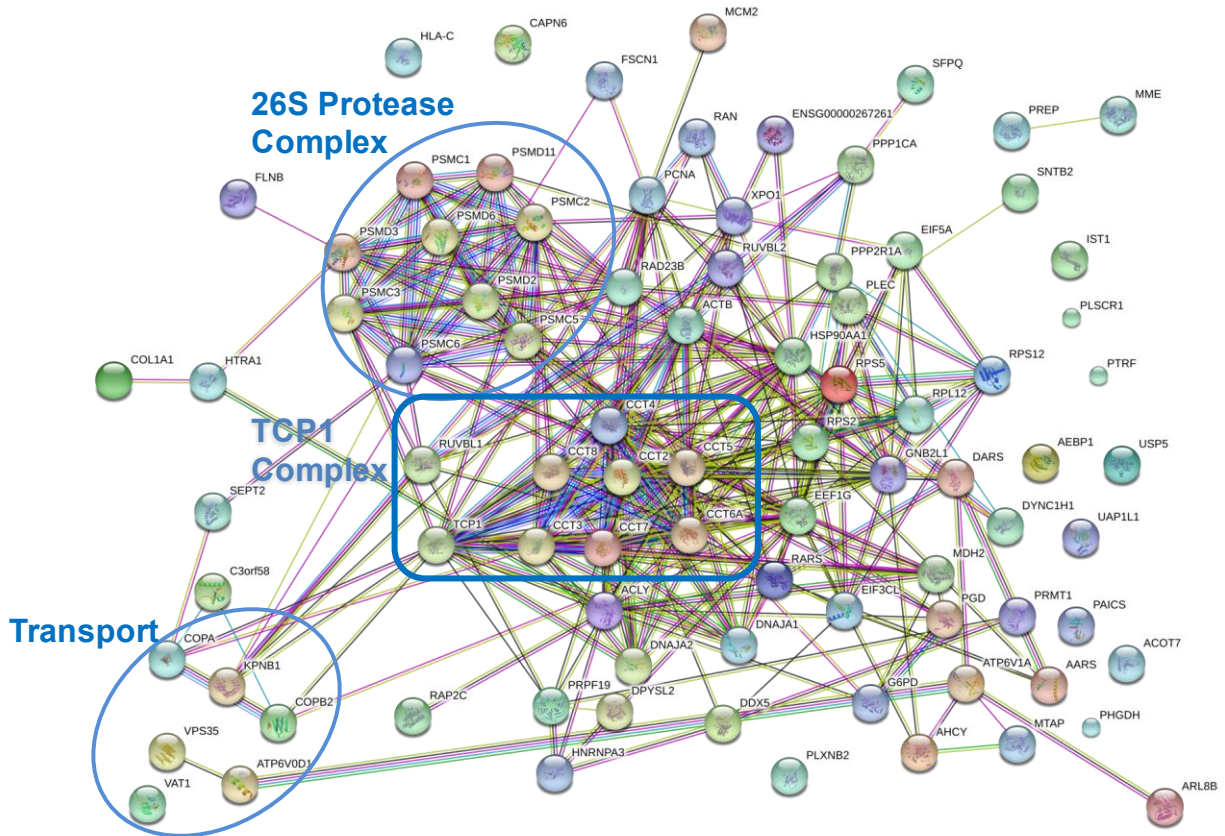 MCM2
CAPN6
HLA-C
FSCN1
SFPQ
26S Protease
Complex
MME
PREP
RAN
ENSG00000267261
PPP1CA
PSMC1
PSMD11
PCNA
SNTB2
FLNB
PSMC2
XPO1
PSMD6
PSMD3
EIF5A
IST1
RUVBL2
PPP2R1A
RAD23B
PLEC
PSMD2
PSMC3
PLSCR1
ACTB
PSMC5
HSP90AA1
PSMC6
RPS5
RPS12
COL1A1
HTRA1
PTRF
RPL12
TCP1
Complex
CCT4
RUVBL1
RPS2
CCT5
CCT8
CCT2
GNB2L1
DARS
AEBP1
USP5
SEPT2
EEF1G
DYNC1H1
CCT6A
TCP1
CCT3
CCT7
UAP1L1
MDH2
C3orf58
RARS
ACLY
EIF3CL
PGD
PRMT1
PAICS
Transport
COPA
DNAJA1
DNAJA2
ACOT7
KPNB1
ATP6V1A
AARS
COPB2
RAP2C
PRPF19
DPYSL2
G6PD
DDX5
PHGDH
VPS35
MTAP
AHCY
HNRNPA3
PLXNB2
ATP6V0D1
VAT1
ARL8B